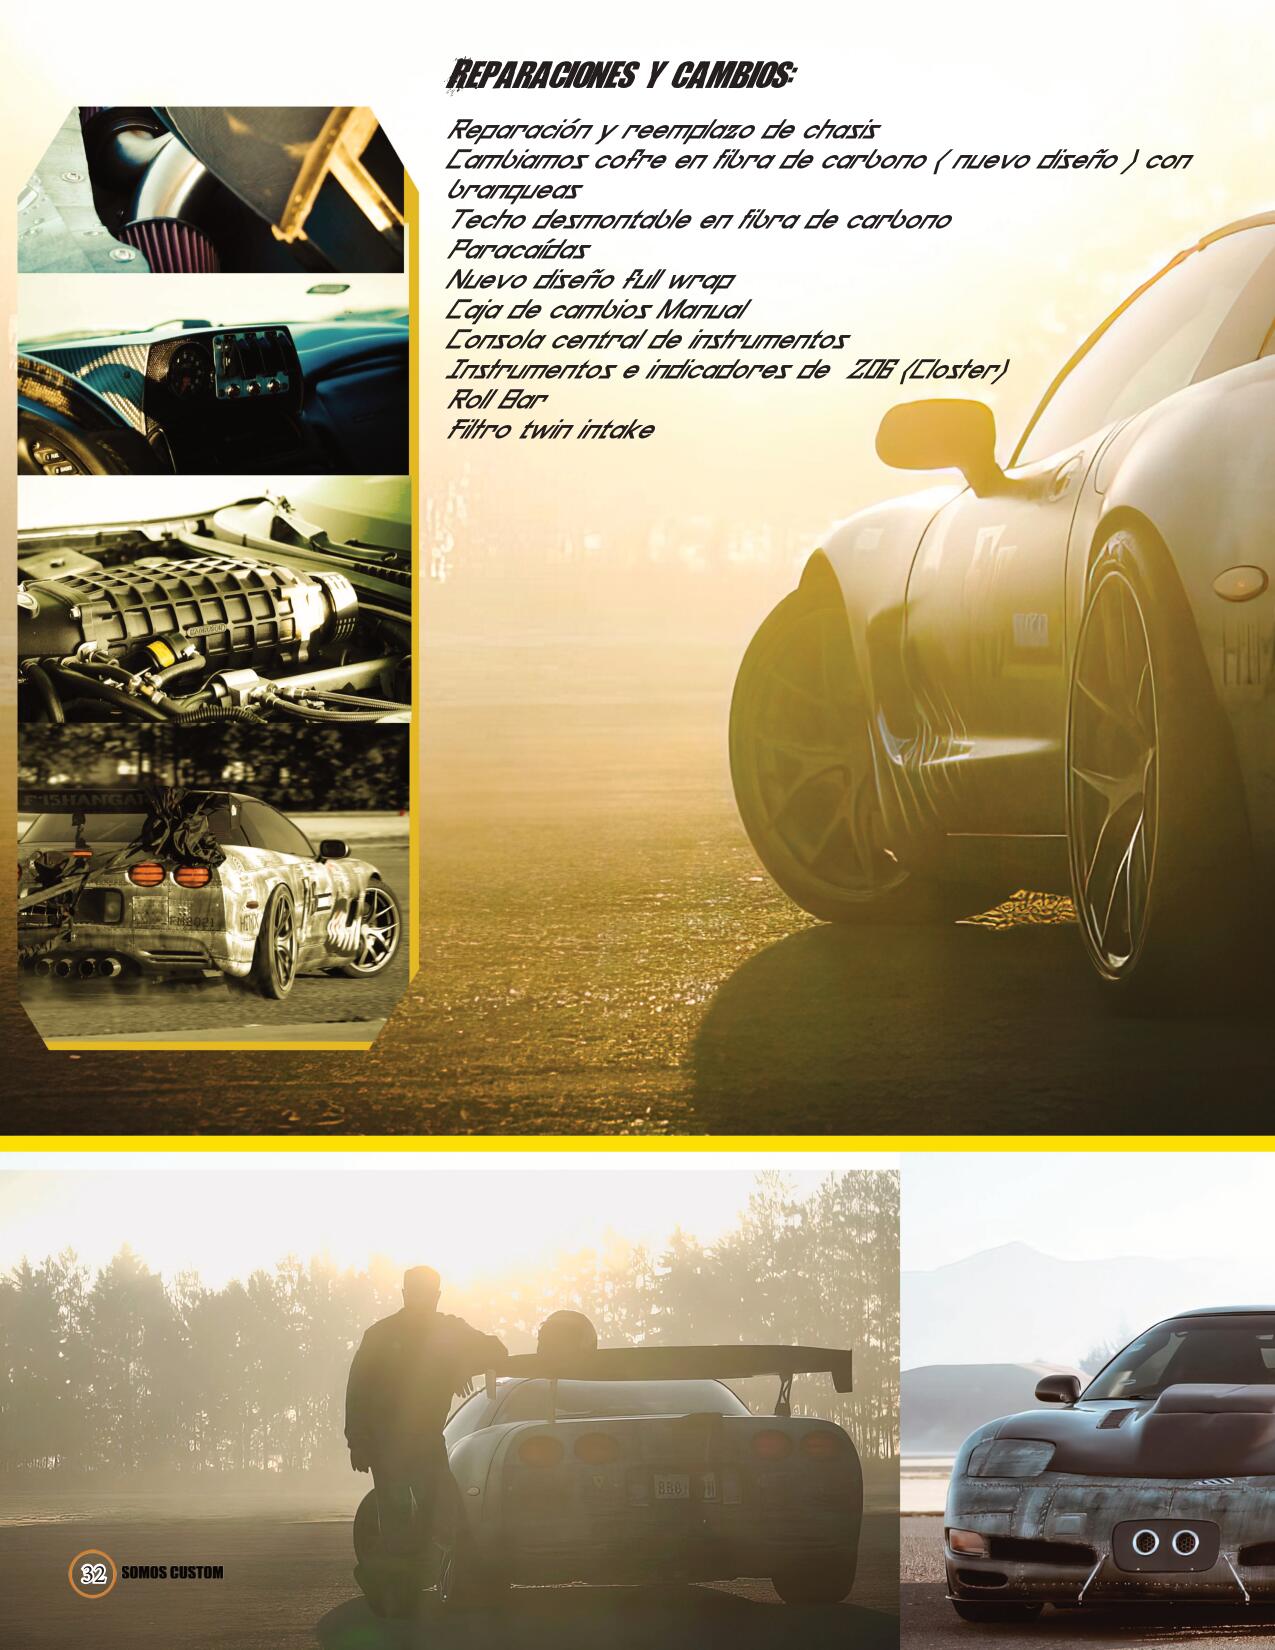 REPARACIONES Y CAMBIOS:
Reparación y reemplazo de chasis
Cambiamos cofre en fibra de carbono ( nuevo diseño ) con
branqueas
Techo desmontable en fibra de carbono
Paracaídas
Nuevo diseño full wrap
Caja de cambios Manual
Consola central de instrumentos
Instrumentos e indicadores de Z06 (Closter)
Roll Bar
Filtro twin intake
F15HANGAR
FM2021
32 SOMOS CUSTOM